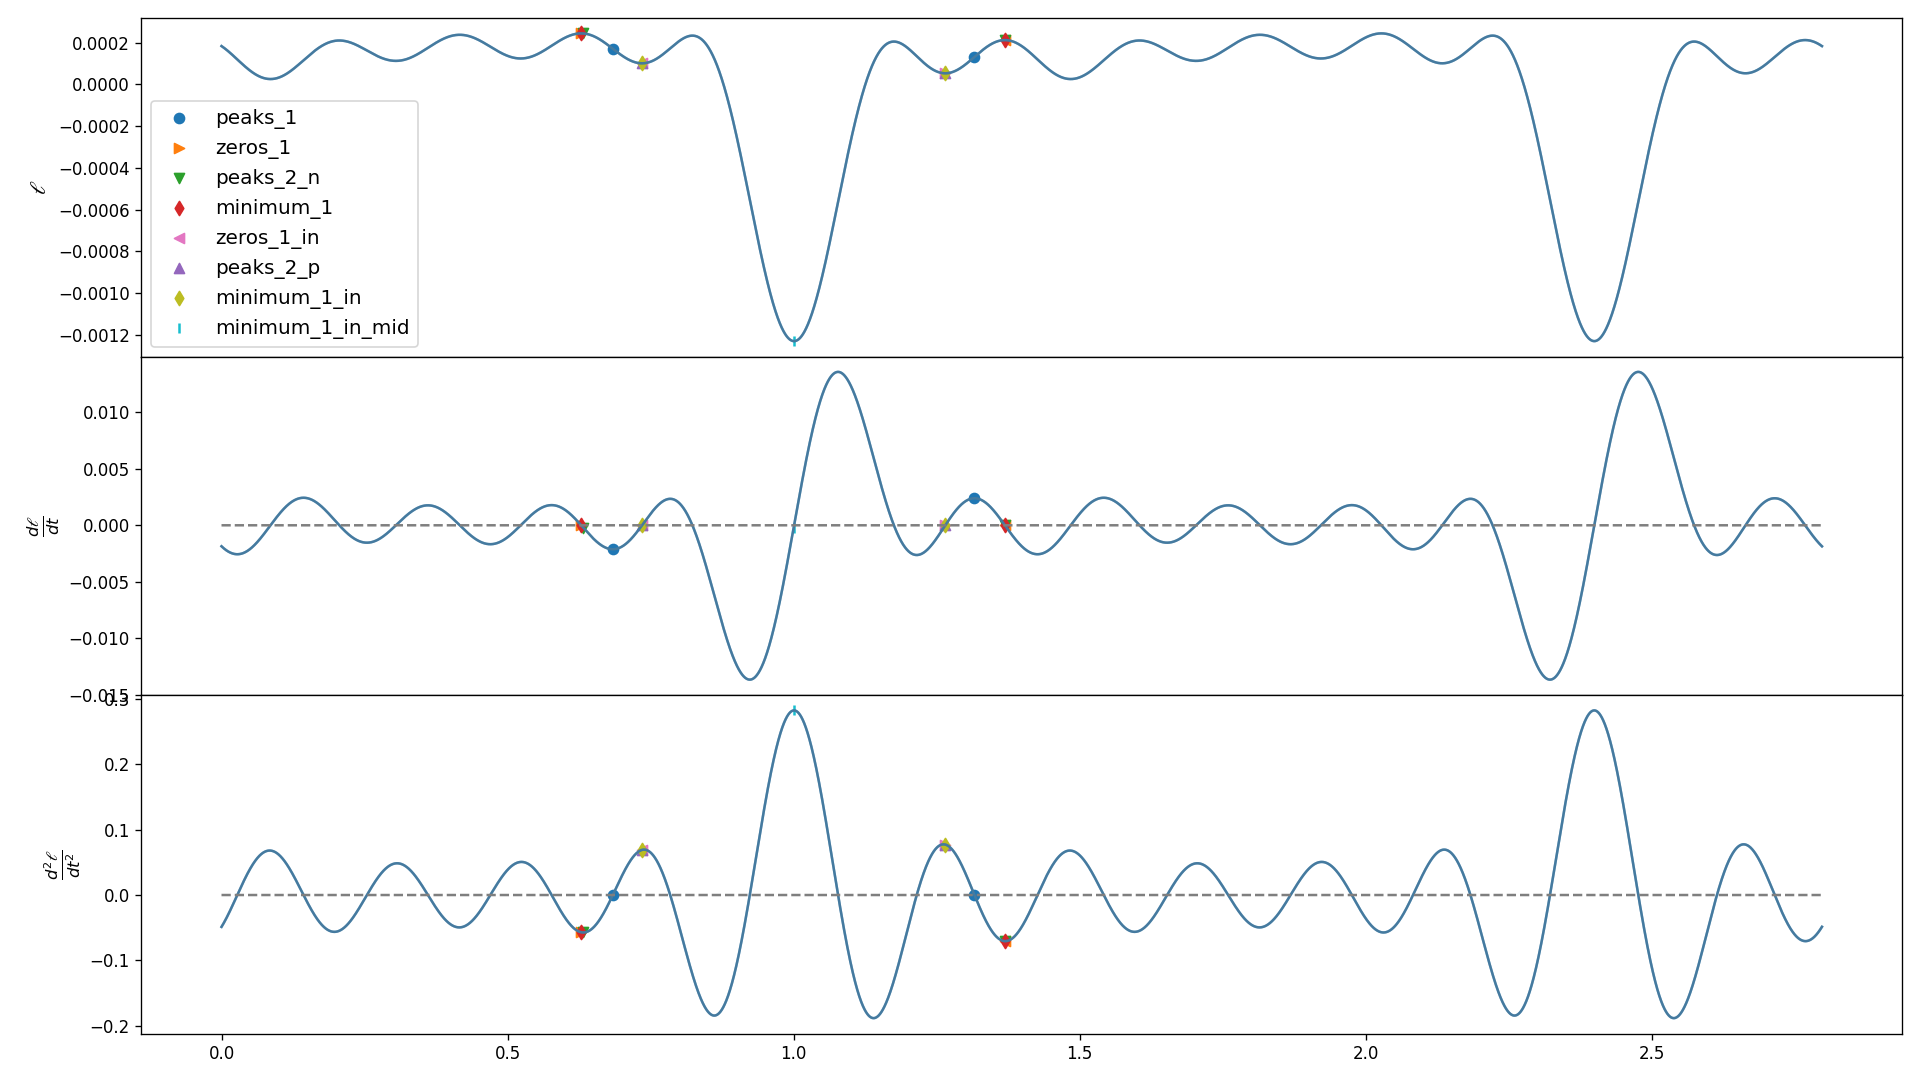 0.0002
0.0000
−0.0002
−0.0004
−0.0006
−0.0008
−0.0010
−0.0012
ℓ
peaks_1
zeros_1
peaks_2_n
minimum_1
zeros_1_in
peaks_2_p
minimum_1_in
minimum_1_in_mid
0.010
0.005
0.000
−0.005
−0.010
−0.015
dℓ
dt
0.3
0.2
0.1
0.0
−0.1
−0.2
d²ℓ
dt²
0.0 0.5 1.0 1.5 2.0 2.5